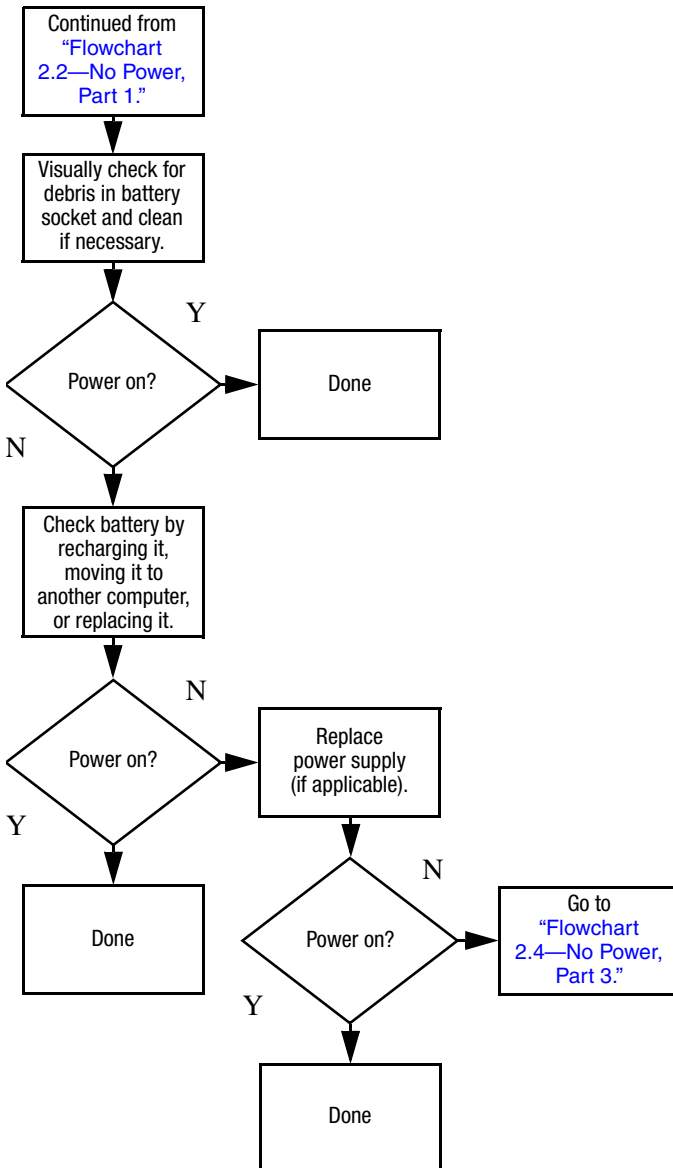 Continued from
“Flowchart
2.2—No Power,
Part 1.”
Visually check for
debris in battery
socket and clean
if necessary.
Y
Power on?
Done
N
Check battery by
recharging it,
moving it to
another computer,
or replacing it.
N
Power on?
Replace
power supply
(if applicable).
Y
Done
N
Power on?
Go to
“Flowchart
2.4—No Power,
Part 3.”
Y
Done